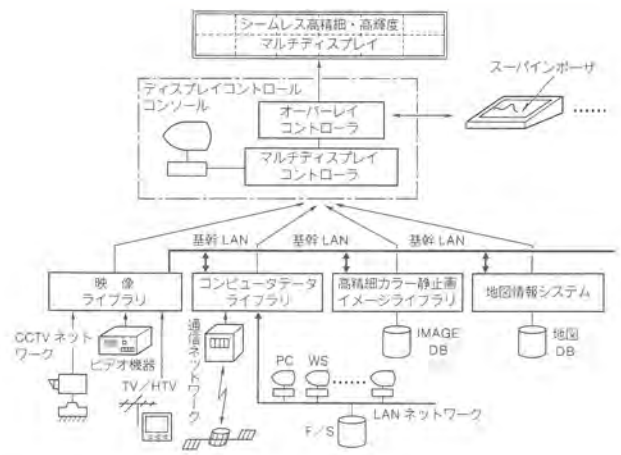 シームレス高精細・高輝度
マルチディスプレイ
ディスプレイコントロール
コンソール
スーパインポーザ
オーバーレイ
コントローラ
マルチディスプレイ
コントローラ
基幹 LAN
基幹 LAN
基幹 LAN
映 像
ライブラリ
コンピュータデータ
ライブラリ
高精細カラー静止画
イメージライブラリ
地図情報システム
CCTV ネット
ワーク
ビデオ機器
TV/HTV
通信ネットワーク
IMAGE
DB
地図
DB
PC
WS
LAN ネットワーク
F/S